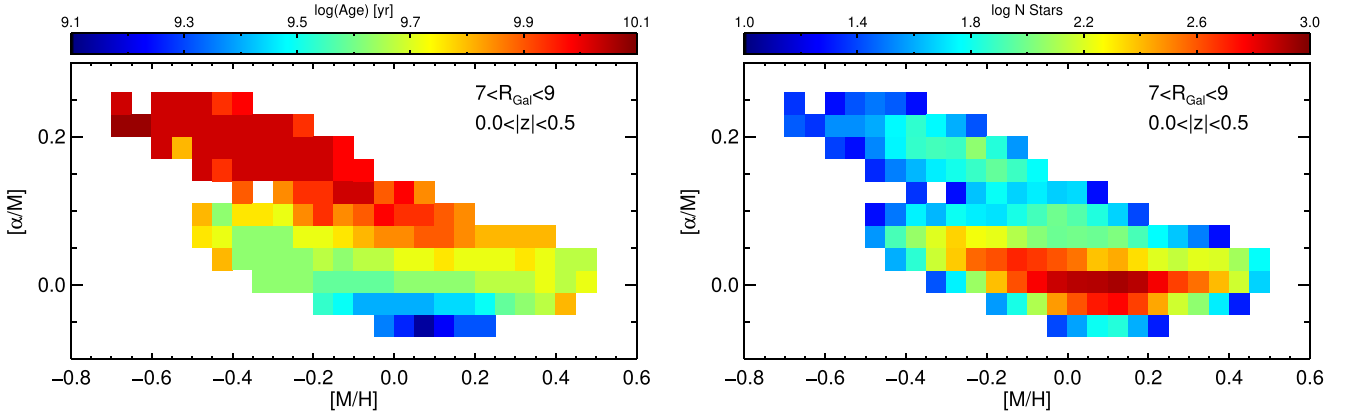 log(Age) [yr]
9.1 9.3 9.5 9.7 9.9 10.1
7<R_Gal<9
0.0<|z|<0.5
0.2
0.0
[α/M]
−0.8 −0.6 −0.4 −0.2 0.0 0.2 0.4 0.6
[M/H]
log N Stars
1.0 1.4 1.8 2.2 2.6 3.0
7<R_Gal<9
0.0<|z|<0.5
0.2
0.0
[α/M]
−0.8 −0.6 −0.4 −0.2 0.0 0.2 0.4 0.6
[M/H]